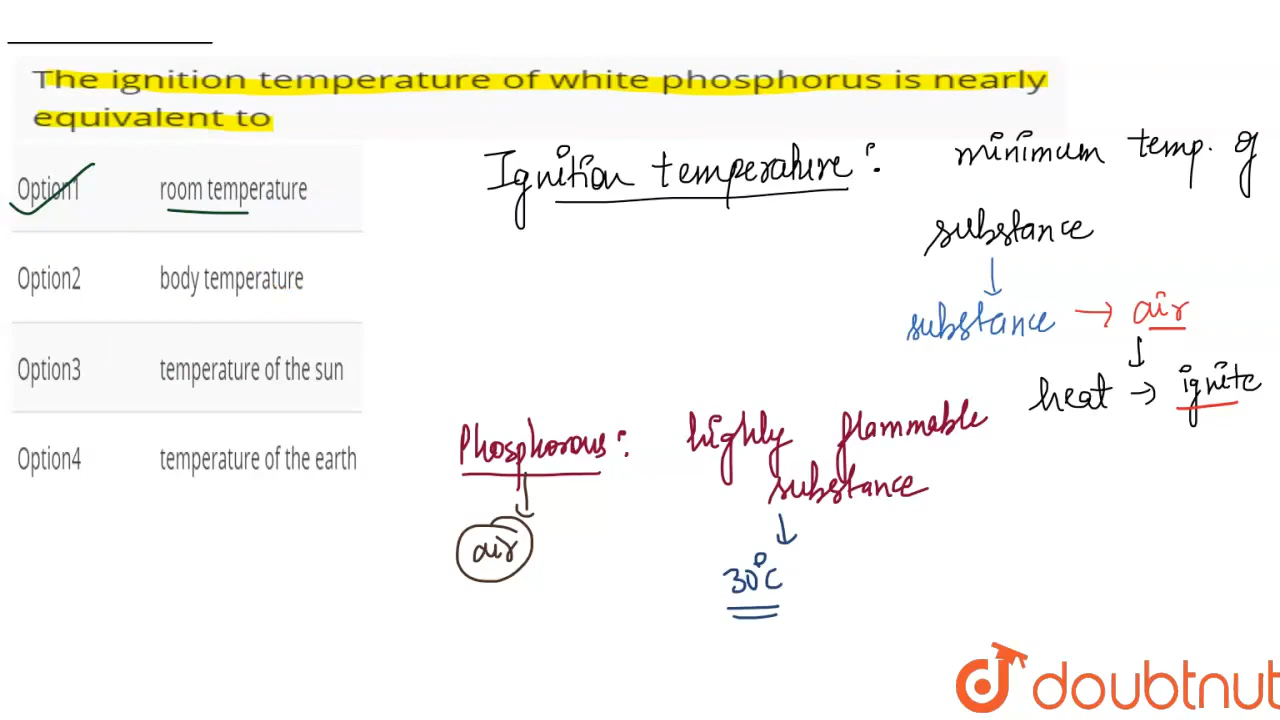 The ignition temperature of white phosphorus is nearly
equivalent to
Option1 room temperature
Option2 body temperature
Option3 temperature of the sun
Option4 temperature of the earth
Ignition temperature : minimum temp. of
substance
substance → air
heat → ignite
Phosphorous : highly flammable
substance
air
30°C
doubtnut